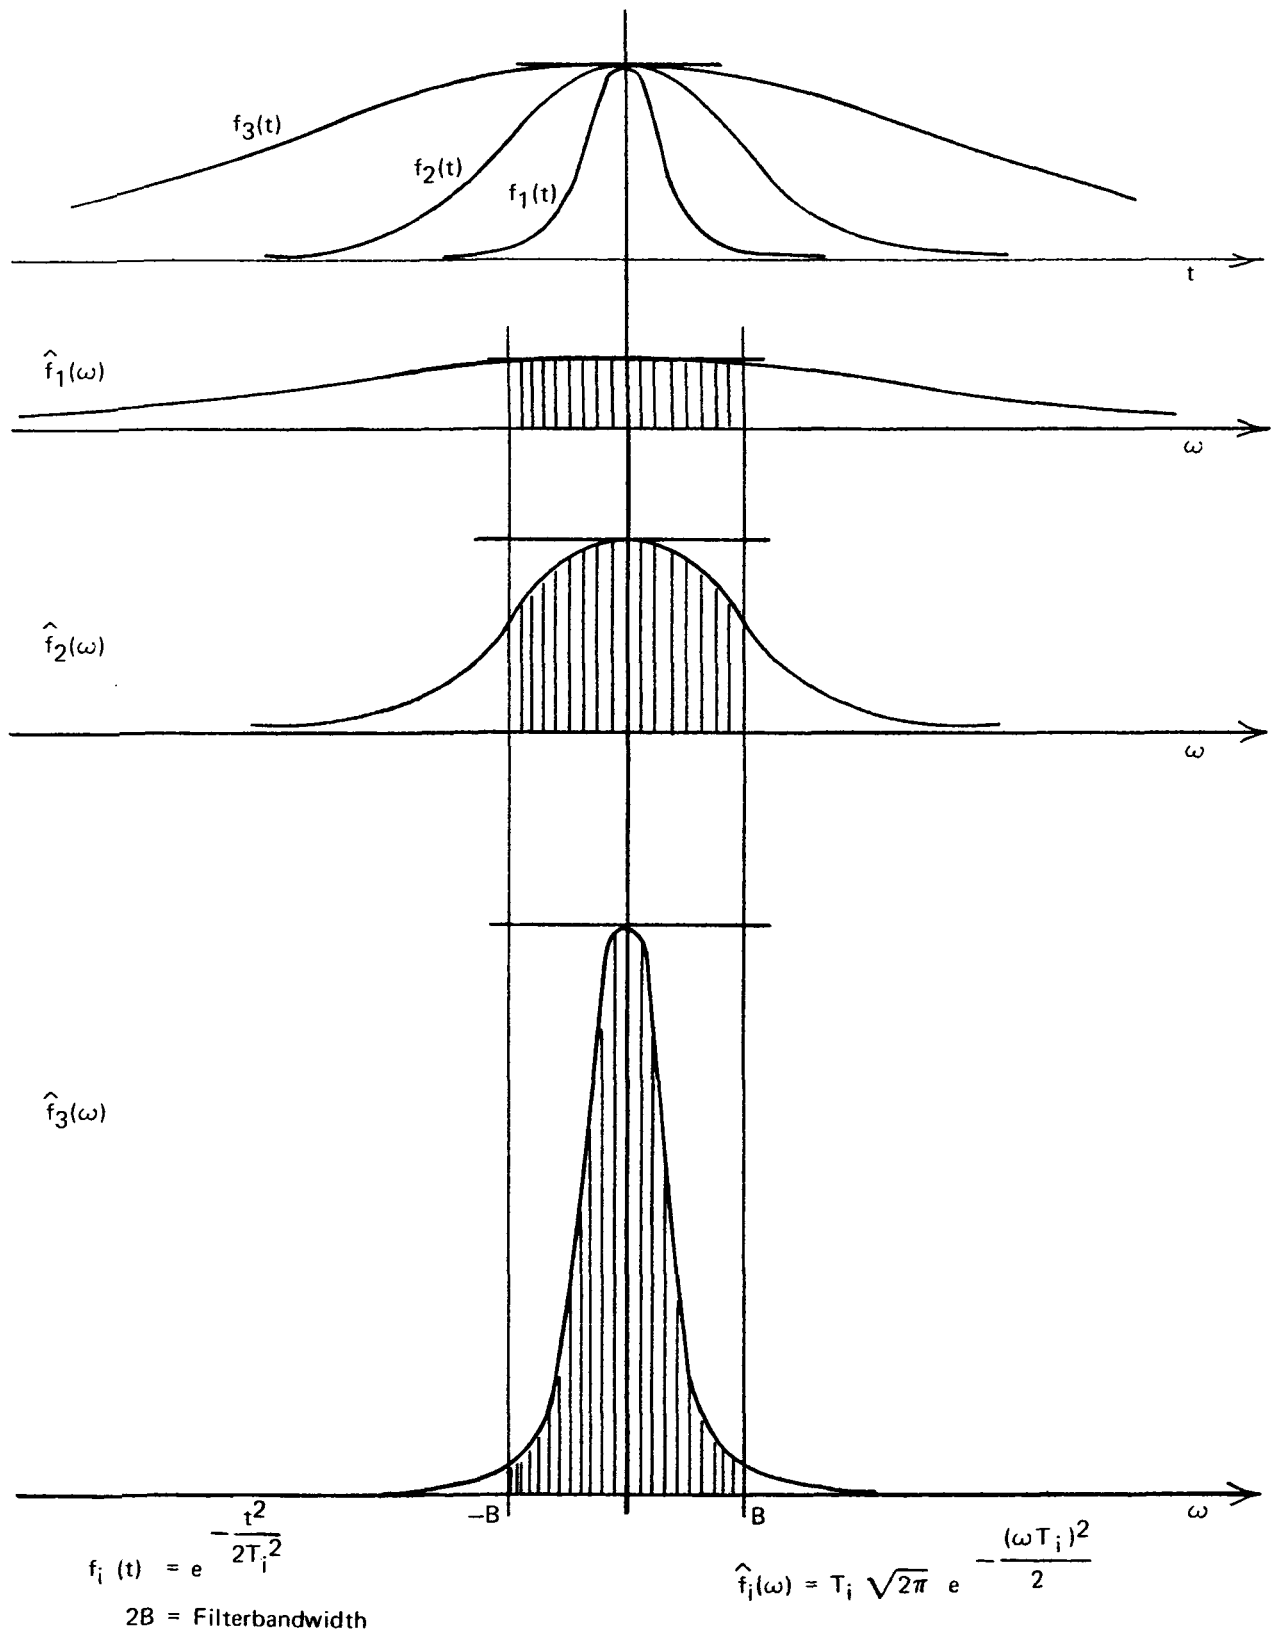 f₃(t)
f₂(t)
f₁(t)
t
f̂₁(ω)
ω
f̂₂(ω)
ω
f̂₃(ω)
−B
B
ω
fᵢ (t) = e^(−t²/2Tᵢ²)
f̂ᵢ(ω) = Tᵢ √2π e^(−(ωTᵢ)²/2)
2B = Filterbandwidth